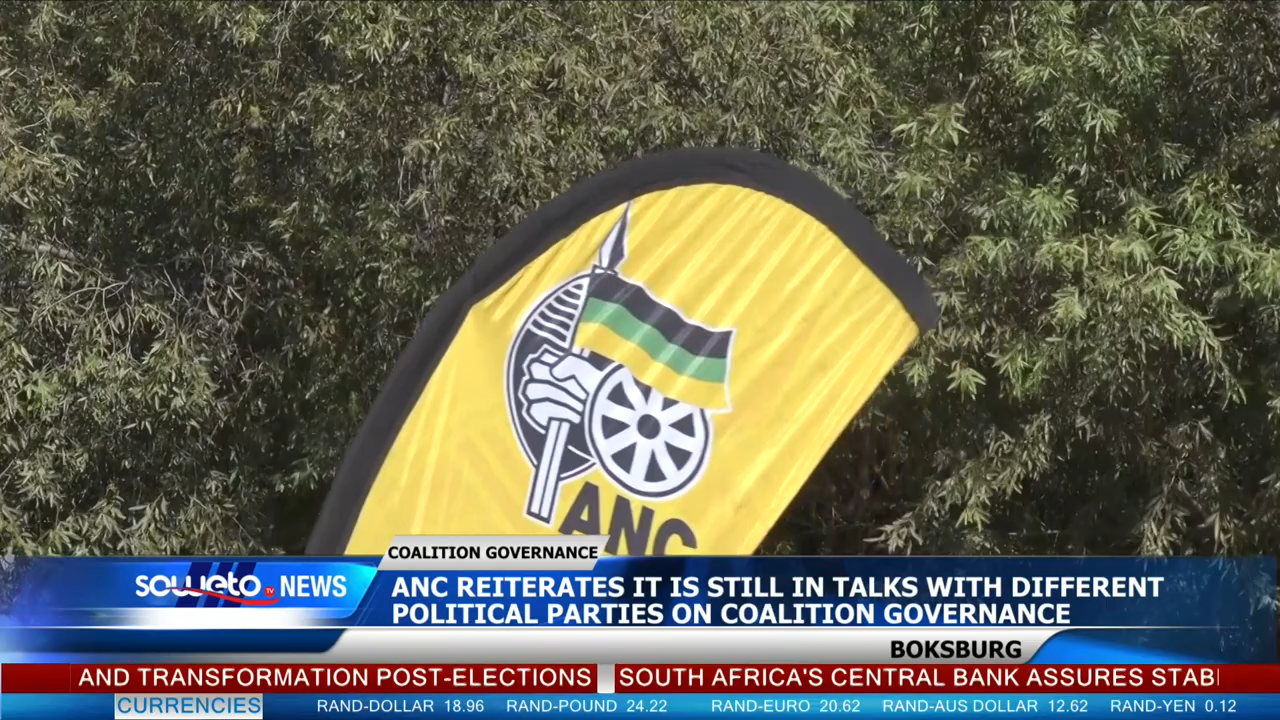 ANC
COALITION GOVERNANCE
Soweto TV NEWS
ANC REITERATES IT IS STILL IN TALKS WITH DIFFERENT
POLITICAL PARTIES ON COALITION GOVERNANCE
BOKSBURG
AND TRANSFORMATION POST-ELECTIONS SOUTH AFRICA'S CENTRAL BANK ASSURES
CURRENCIES RAND-DOLLAR 18.96 RAND-POUND 24.22 RAND-EURO 20.62 RAND-AUS DOLLAR 12.62 RAND-YEN 0.12